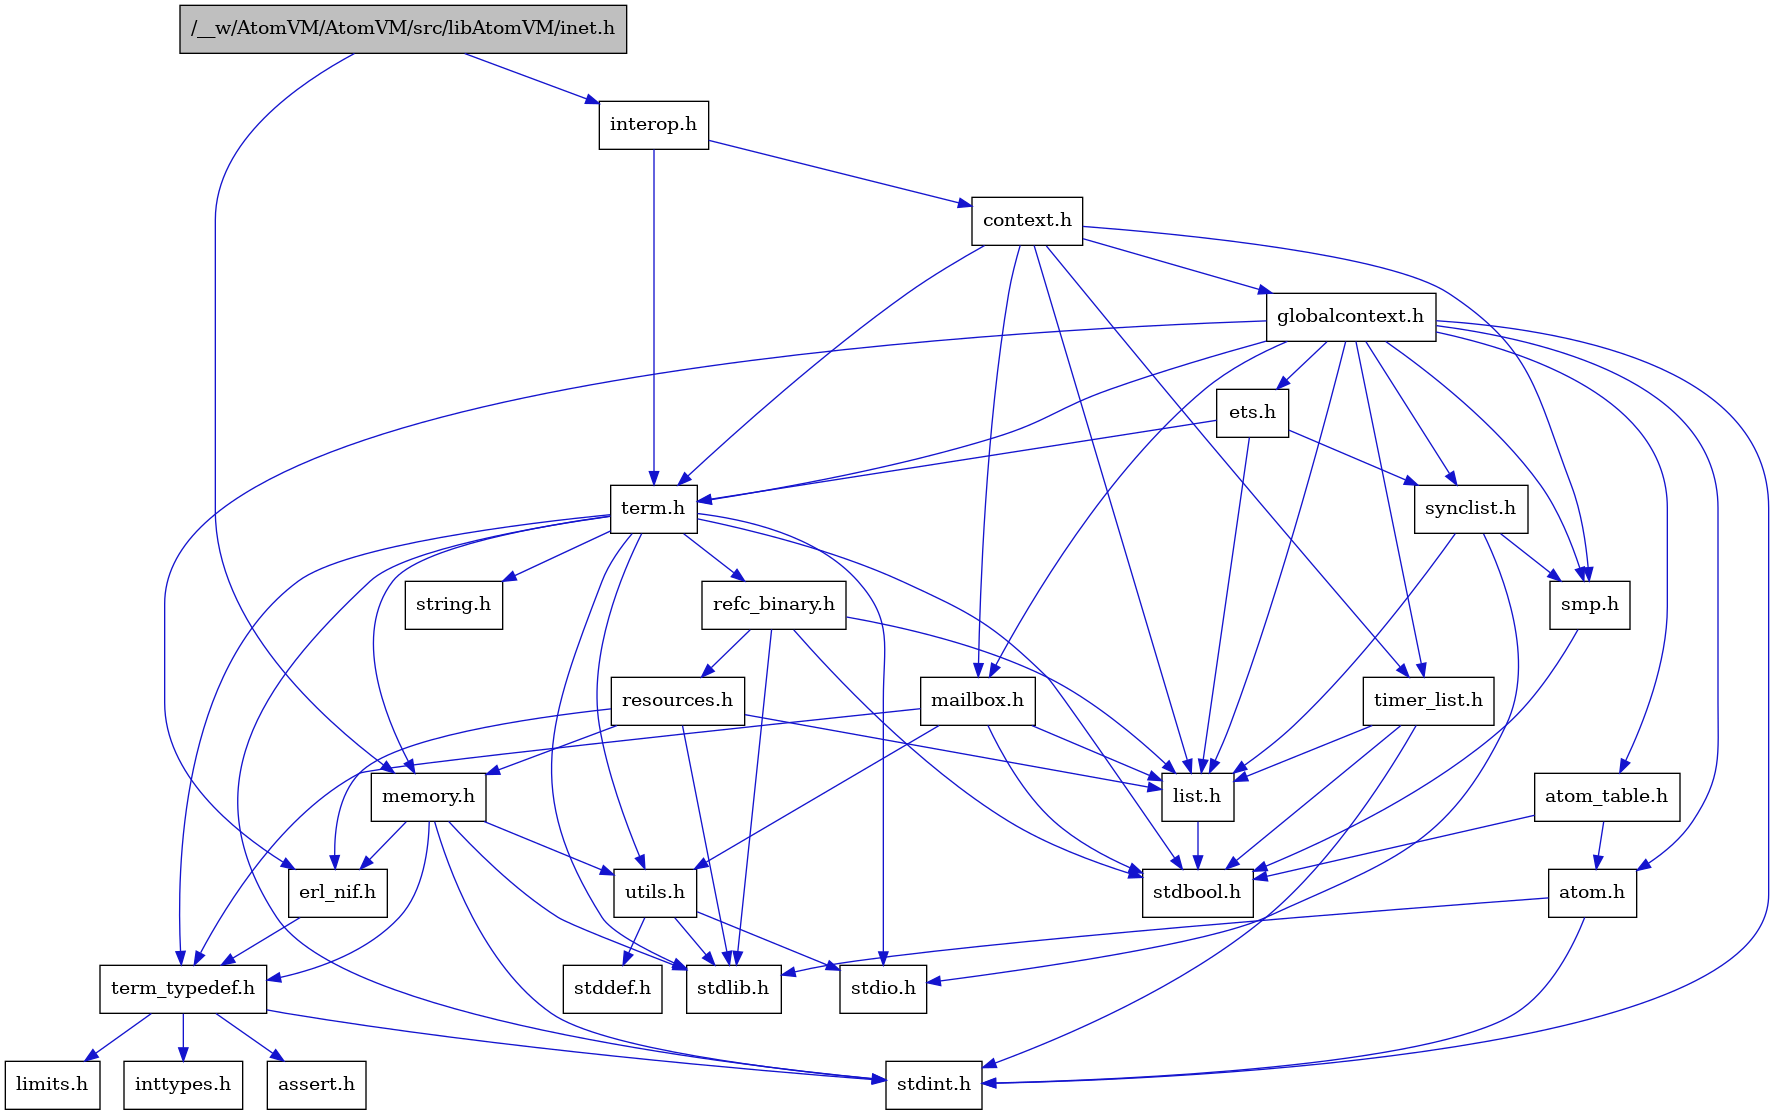 /__w/AtomVM/AtomVM/src/libAtomVM/inet.h
interop.h
context.h
globalcontext.h
ets.h
term.h
synclist.h
string.h
refc_binary.h
smp.h
resources.h
mailbox.h
timer_list.h
memory.h
list.h
atom_table.h
erl_nif.h
utils.h
stdbool.h
atom.h
term_typedef.h
stddef.h
stdlib.h
stdio.h
limits.h
inttypes.h
assert.h
stdint.h